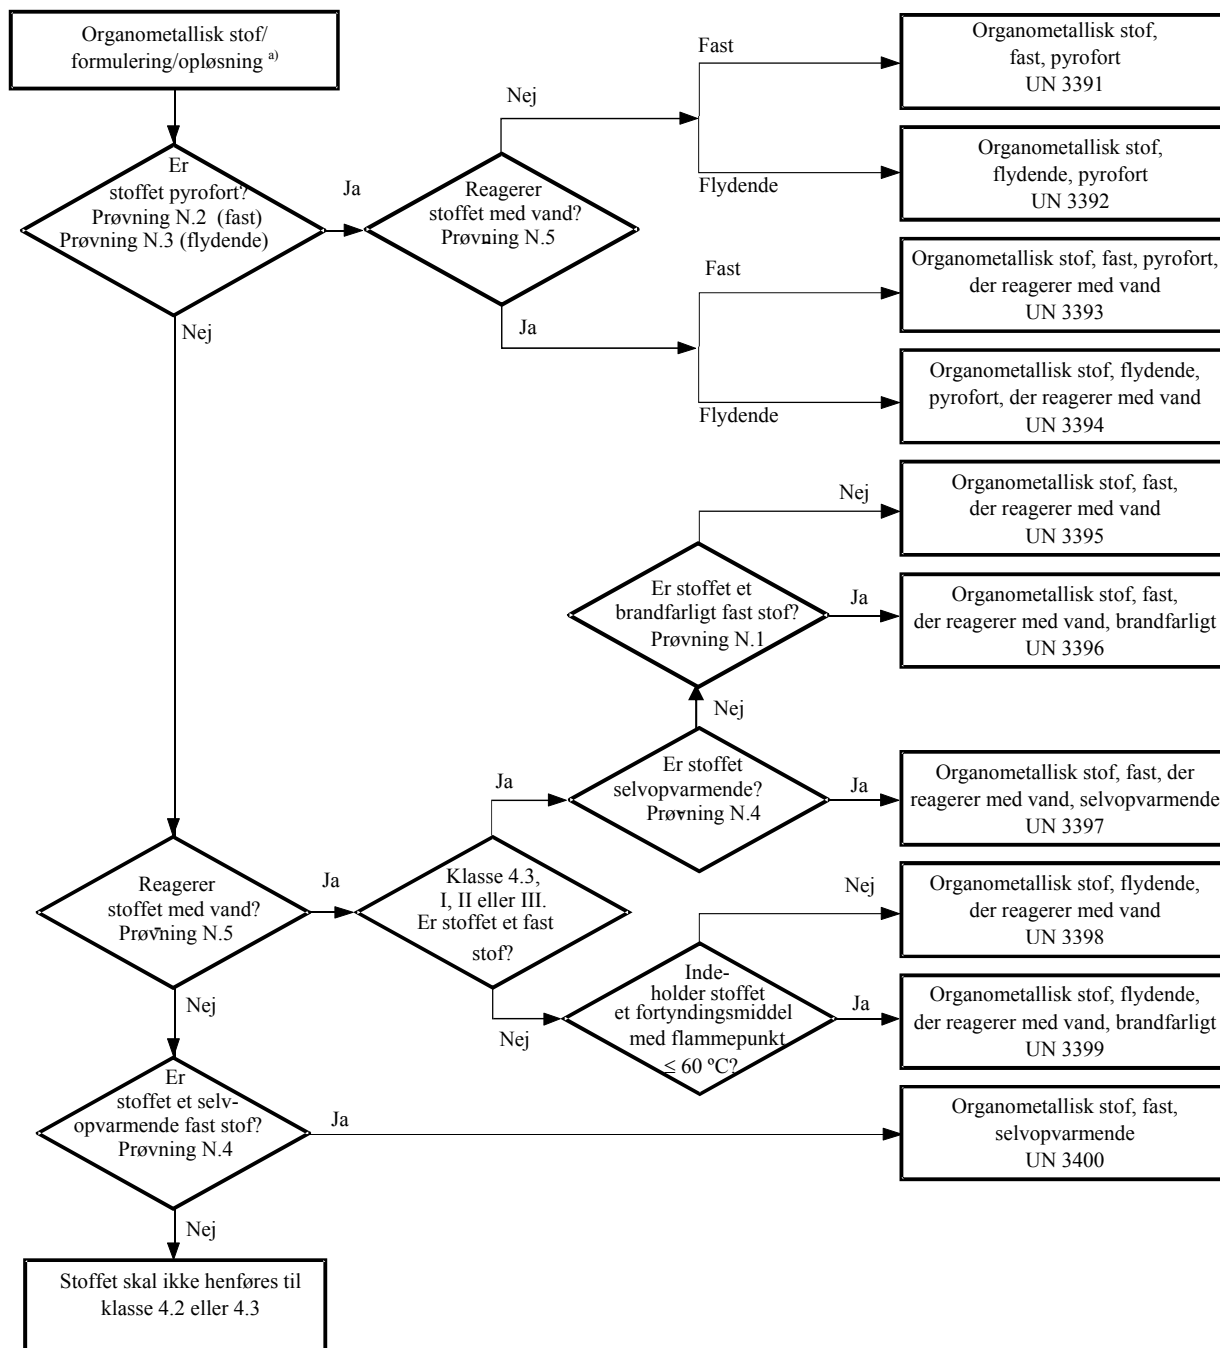 Organometallisk stof/
formulering/opløsning a)
Er
stoffet pyrofort?
Prøvning N.2 (fast)
Prøvning N.3 (flydende)
Ja
Nej
Reagerer
stoffet med vand?
Prøvning N.5
Nej
Ja
Fast
Flydende
Fast
Flydende
Organometallisk stof,
fast, pyrofort
UN 3391
Organometallisk stof,
flydende, pyrofort
UN 3392
Organometallisk stof, fast, pyrofort,
der reagerer med vand
UN 3393
Organometallisk stof, flydende,
pyrofort, der reagerer med vand
UN 3394
Nej
Organometallisk stof, fast,
der reagerer med vand
UN 3395
Er stoffet et
brandfarligt fast stof?
Prøvning N.1
Ja
Organometallisk stof, fast,
der reagerer med vand, brandfarligt
UN 3396
Nej
Er stoffet
selvopvarmende?
Prøvning N.4
Ja
Organometallisk stof, fast, der
reagerer med vand, selvopvarmende
UN 3397
Ja
Reagerer
stoffet med vand?
Prøvning N.5
Ja
Klasse 4.3,
I, II eller III.
Er stoffet et fast
stof?
Nej
Nej
Organometallisk stof, flydende,
der reagerer med vand
UN 3398
Inde-
holder stoffet
et fortyndingsmiddel
med flammepunkt
≤ 60 ºC?
Ja
Organometallisk stof, flydende,
der reagerer med vand, brandfarligt
UN 3399
Nej
Er
stoffet et selv-
opvarmende fast stof?
Prøvning N.4
Ja
Organometallisk stof, fast,
selvopvarmende
UN 3400
Nej
Stoffet skal ikke henføres til
klasse 4.2 eller 4.3